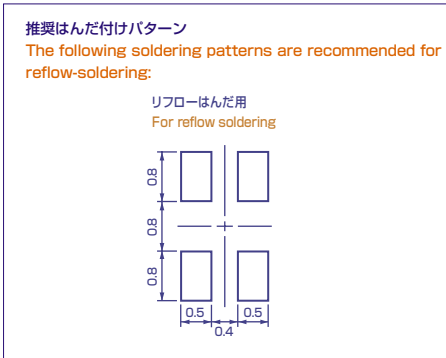 推奨はんだ付けパターン
The following soldering patterns are recommended for
reflow-soldering:
リフローはんだ用
For reflow soldering
0.8
0.8
0.8
0.5
0.5
0.4